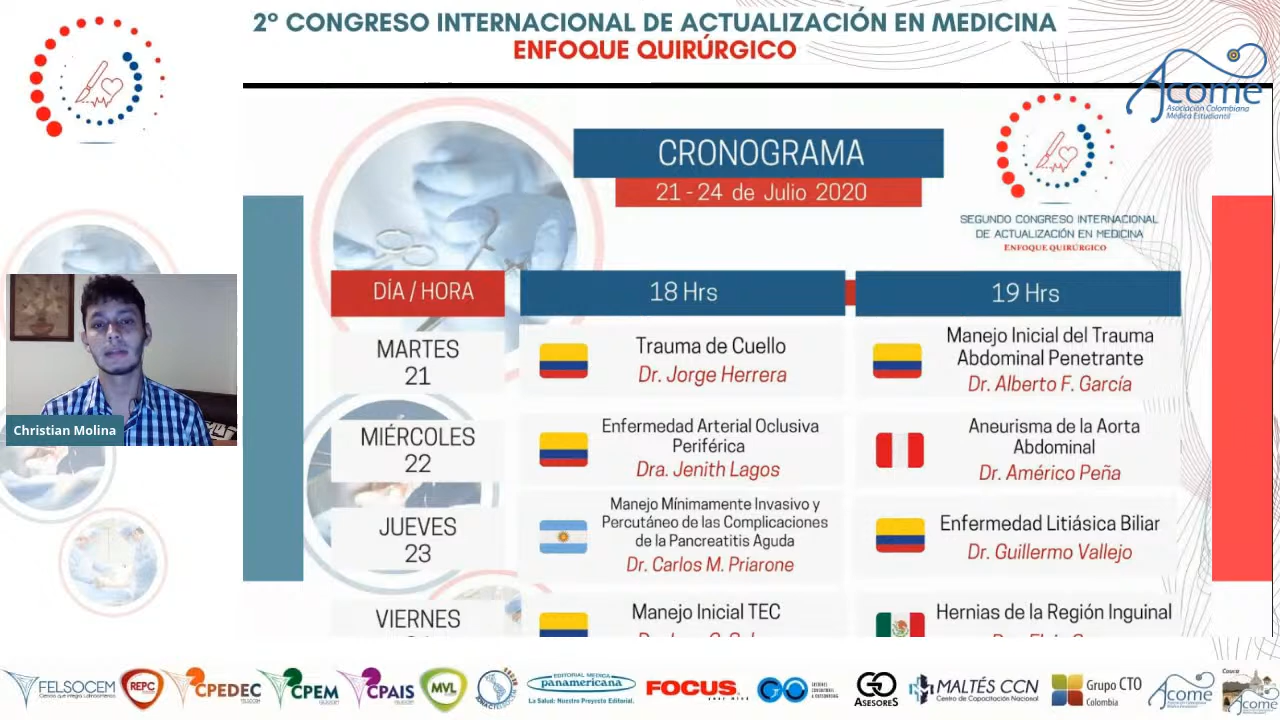 2° CONGRESO INTERNACIONAL DE ACTUALIZACIÓN EN MEDICINA
ENFOQUE QUIRÚRGICO
Acome
Asociación Colombiana
Médica Estudiantil
CRONOGRAMA
21 - 24 de Julio 2020
SEGUNDO CONGRESO INTERNACIONAL
DE ACTUALIZACIÓN EN MEDICINA
ENFOQUE QUIRÚRGICO
DÍA / HORA
18 Hrs
19 Hrs
MARTES
21
Trauma de Cuello
Dr. Jorge Herrera
Manejo Inicial del Trauma
Abdominal Penetrante
Dr. Alberto F. García
MIÉRCOLES
22
Enfermedad Arterial Oclusiva
Periférica
Dra. Jenith Lagos
Aneurisma de la Aorta
Abdominal
Dr. Américo Peña
JUEVES
23
Manejo Mínimamente Invasivo y
Percutáneo de las Complicaciones
de la Pancreatitis Aguda
Dr. Carlos M. Priarone
Enfermedad Litiásica Biliar
Dr. Guillermo Vallejo
VIERNES
Manejo Inicial TEC
Hernias de la Región Inguinal
Christian Molina
FELSOCEM
REPC
CPEDEC
CPEM
CPAIS
MVL
EDITORIAL MEDICA
panamericana
La Salud: Nuestro Proyecto Editorial.
FOCUS
GO
ASESORES
MALTÉS CCN
Centro de Capacitación Nacional
Grupo CTO
Colombia
Acome
Cauca
Acome